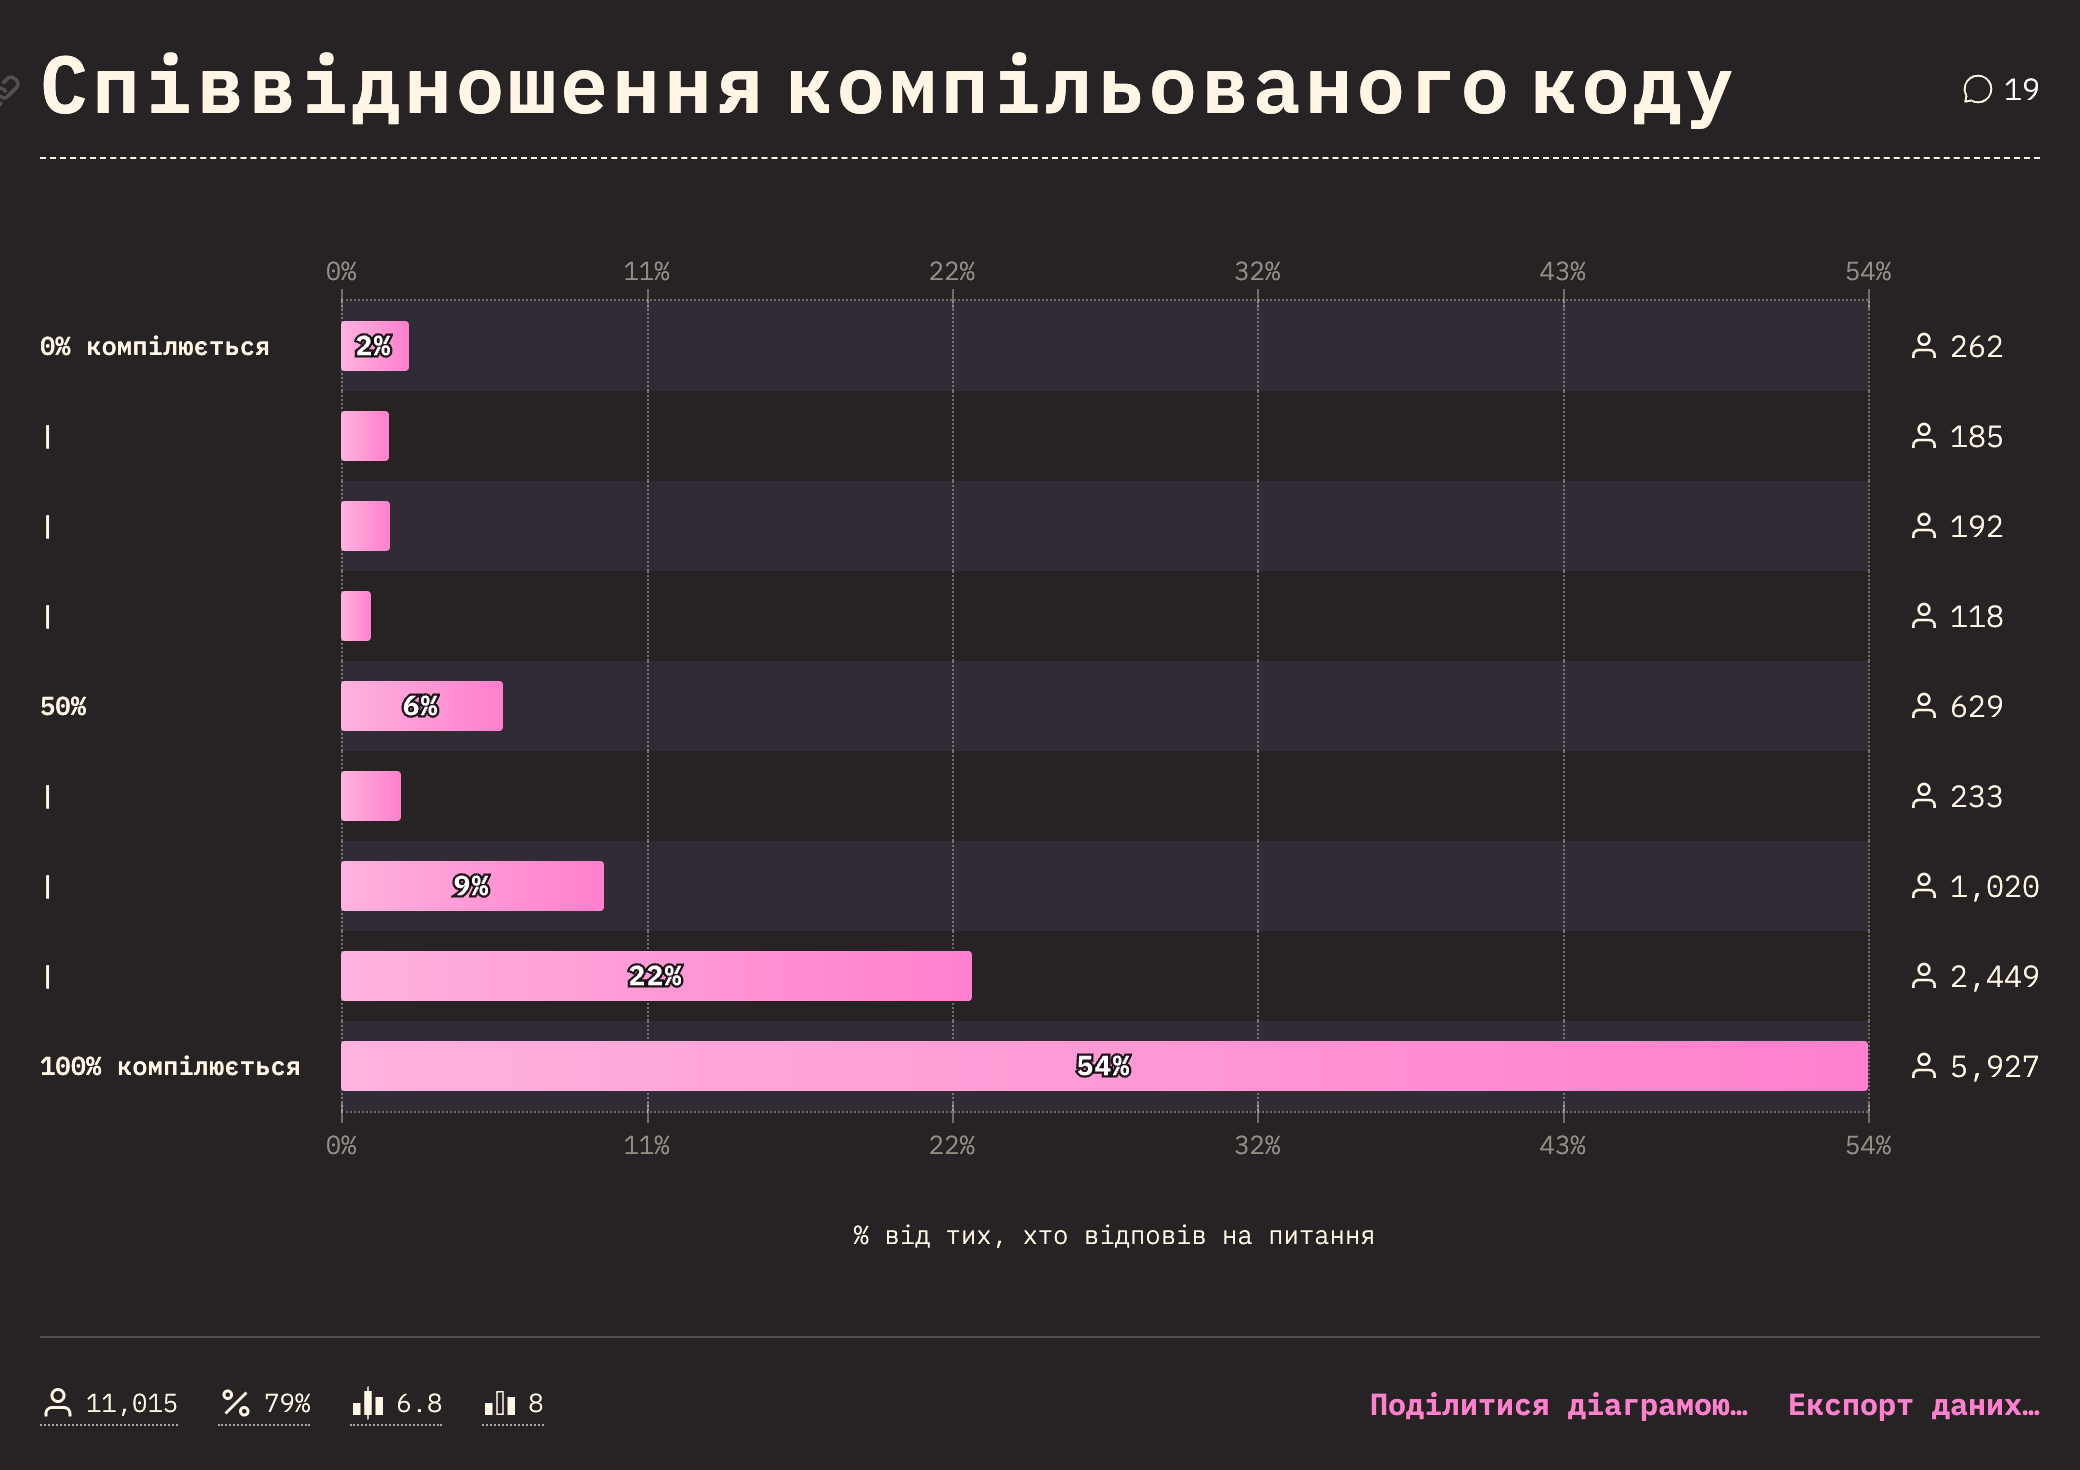 Співвідношення компільованого коду
19
0% 11% 22% 32% 43% 54%
0% компілюється 2% 262
| 185
| 192
| 118
50% 6% 629
| 233
| 9% 1,020
| 22% 2,449
100% компілюється 54% 5,927
0% 11% 22% 32% 43% 54%
% від тих, хто відповів на питання
11,015 79% 6.8 8 Поділитися діаграмою… Експорт даних…